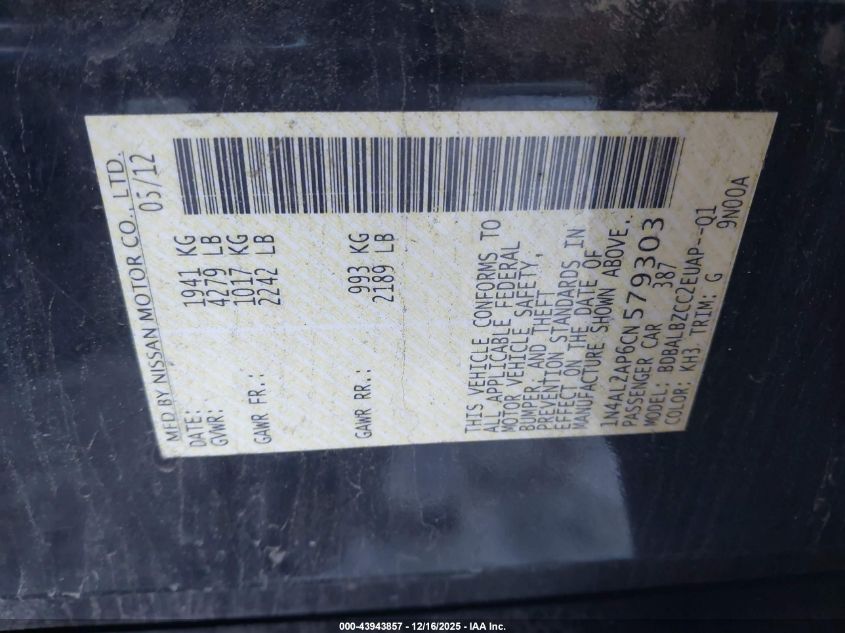 MFD BY NISSAN MOTOR CO., LTD.
DATE: 05/12
GVWR: 1941 KG
4279 LB
GAWR FR.: 1017 KG
2242 LB
GAWR RR.: 993 KG
2189 LB
THIS VEHICLE CONFORMS TO
ALL APPLICABLE FEDERAL
MOTOR VEHICLE SAFETY,
BUMPER, AND THEFT
PREVENTION STANDARDS IN
EFFECT ON THE DATE OF
MANUFACTURE SHOWN ABOVE.
1N4AL2AP6CN579303
PASSENGER CAR 387
MODEL: BDBALBZCC2EUAP--Q1
COLOR: KH3 TRIM: G 9N00A
000-43943857 - 12/16/2025 - IAA Inc.